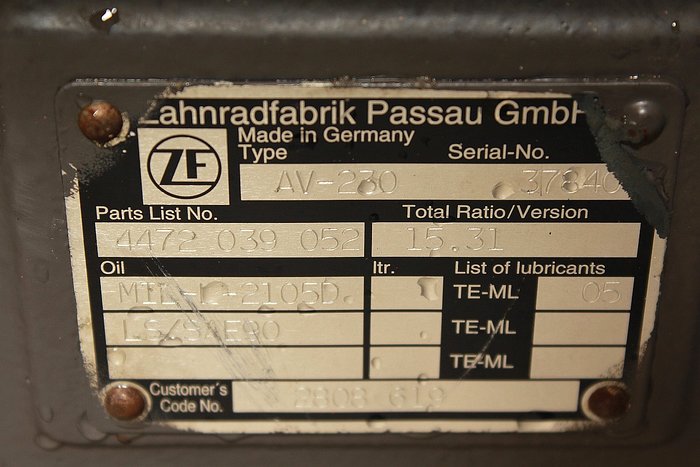 Zahnradfabrik Passau GmbH
ZF
Made in Germany
Type Serial-No.
AV-230 37840
Parts List No. Total Ratio/Version
4472 039 052 15.31
Oil ltr. List of lubricants
MIL-L-2105D TE-ML 05
LS/SAE90 TE-ML
TE-ML
Customer's
Code No. 2808 619